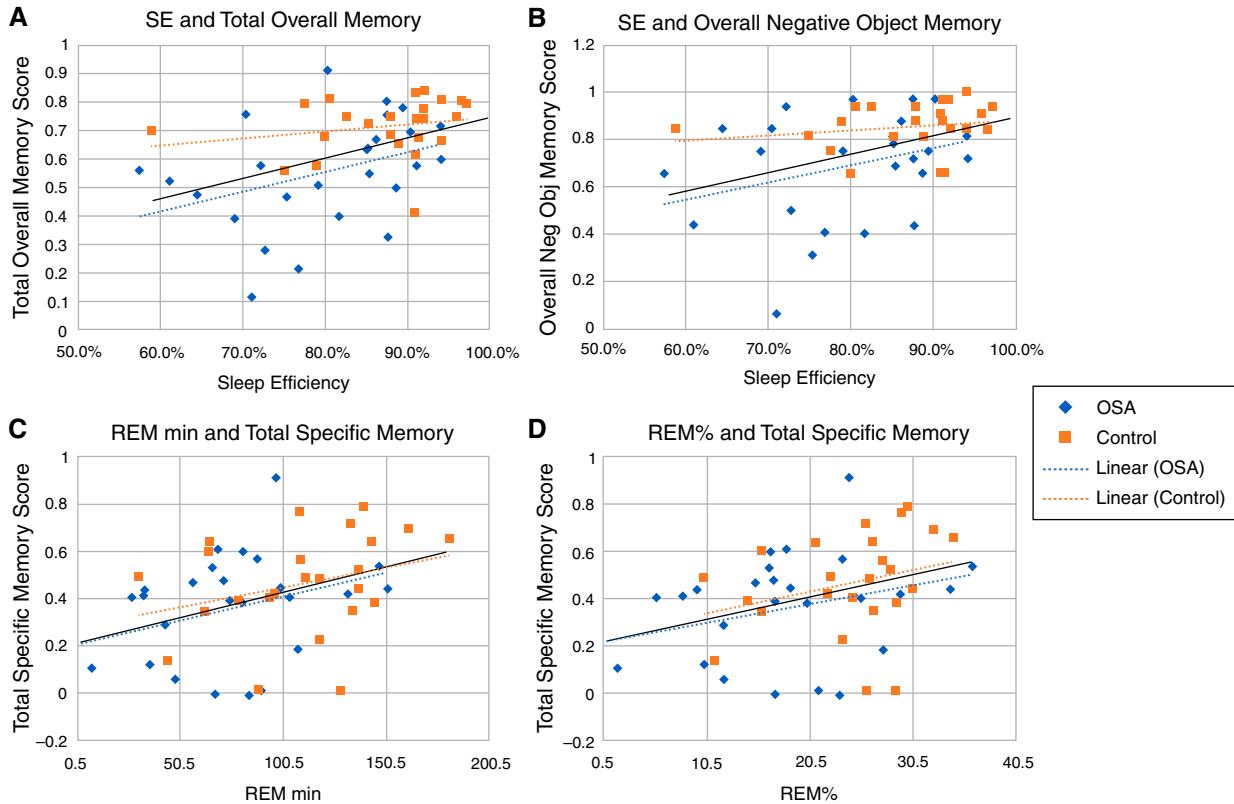 A
SE and Total Overall Memory
Total Overall Memory Score
1
0.9
0.8
0.7
0.6
0.5
0.4
0.3
0.2
0.1
0
50.0% 60.0% 70.0% 80.0% 90.0% 100.0%
Sleep Efficiency
B
SE and Overall Negative Object Memory
Overall Neg Obj Memory Score
1.2
1
0.8
0.6
0.4
0.2
0
50.0% 60.0% 70.0% 80.0% 90.0% 100.0%
Sleep Efficiency
C
REM min and Total Specific Memory
Total Specific Memory Score
1
0.8
0.6
0.4
0.2
0
–0.2
0.5 50.5 100.5 150.5 200.5
REM min
D
REM% and Total Specific Memory
Total Specific Memory Score
1
0.8
0.6
0.4
0.2
0
–0.2
0.5 10.5 20.5 30.5 40.5
REM%
OSA
Control
Linear (OSA)
Linear (Control)